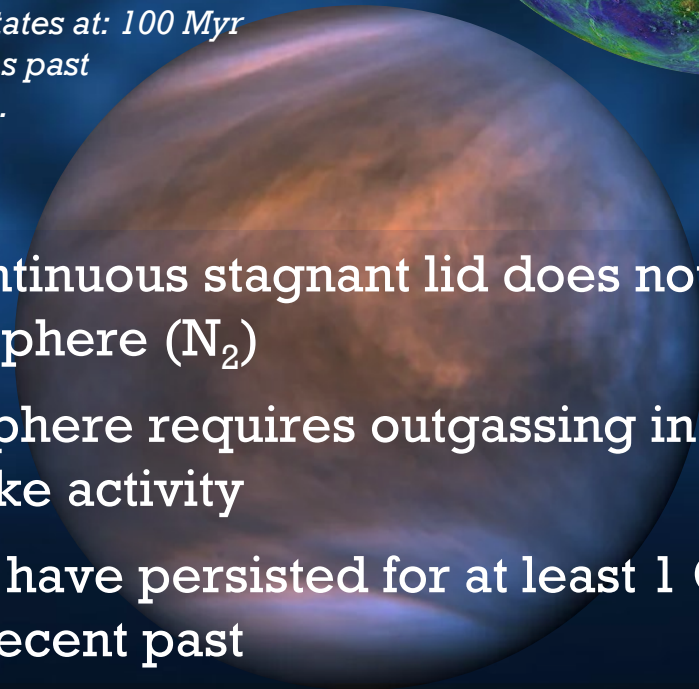 tates at: 100 Myr
s past
.
ntinuous stagnant lid does no
phere (N₂)
phere requires outgassing in
ke activity
have persisted for at least 1
ecent past